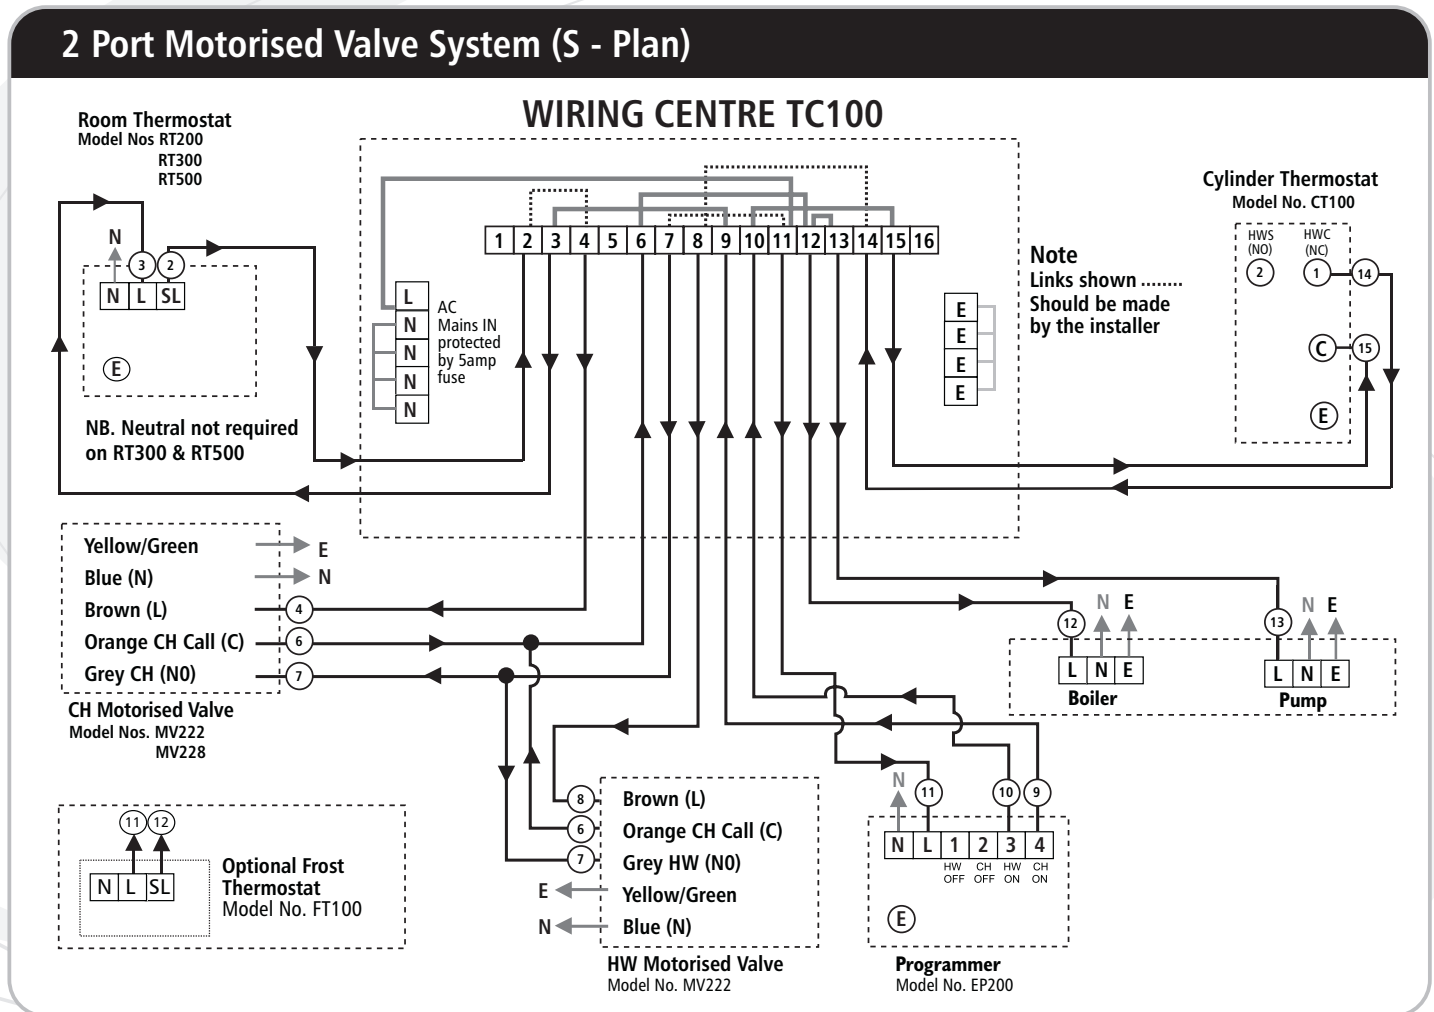 2 Port Motorised Valve System (S - Plan)
WIRING CENTRE TC100
Room Thermostat
Model Nos RT200
RT300
RT500
N
3 2
N L SL
E
NB. Neutral not required
on RT300 & RT500
1 2 3 4 5 6 7 8 9 10 11 12 13 14 15 16
L
N
N
N
N
AC
Mains IN
protected
by 5amp
fuse
E
E
E
E
Note
Links shown ........
Should be made
by the installer
Cylinder Thermostat
Model No. CT100
HWS
(NO)
HWC
(NC)
2 1 14
C 15
E
Yellow/Green E
Blue (N) N
Brown (L) 4
Orange CH Call (C) 6
Grey CH (N0) 7
CH Motorised Valve
Model Nos. MV222
MV228
N E
12
L N E
Boiler
N E
13
L N E
Pump
8 Brown (L)
6 Orange CH Call (C)
7 Grey HW (N0)
E Yellow/Green
N Blue (N)
HW Motorised Valve
Model No. MV222
11 12
N L SL
Optional Frost
Thermostat
Model No. FT100
N
11 10 9
N L 1 2 3 4
HW
OFF
CH
OFF
HW
ON
CH
ON
E
Programmer
Model No. EP200